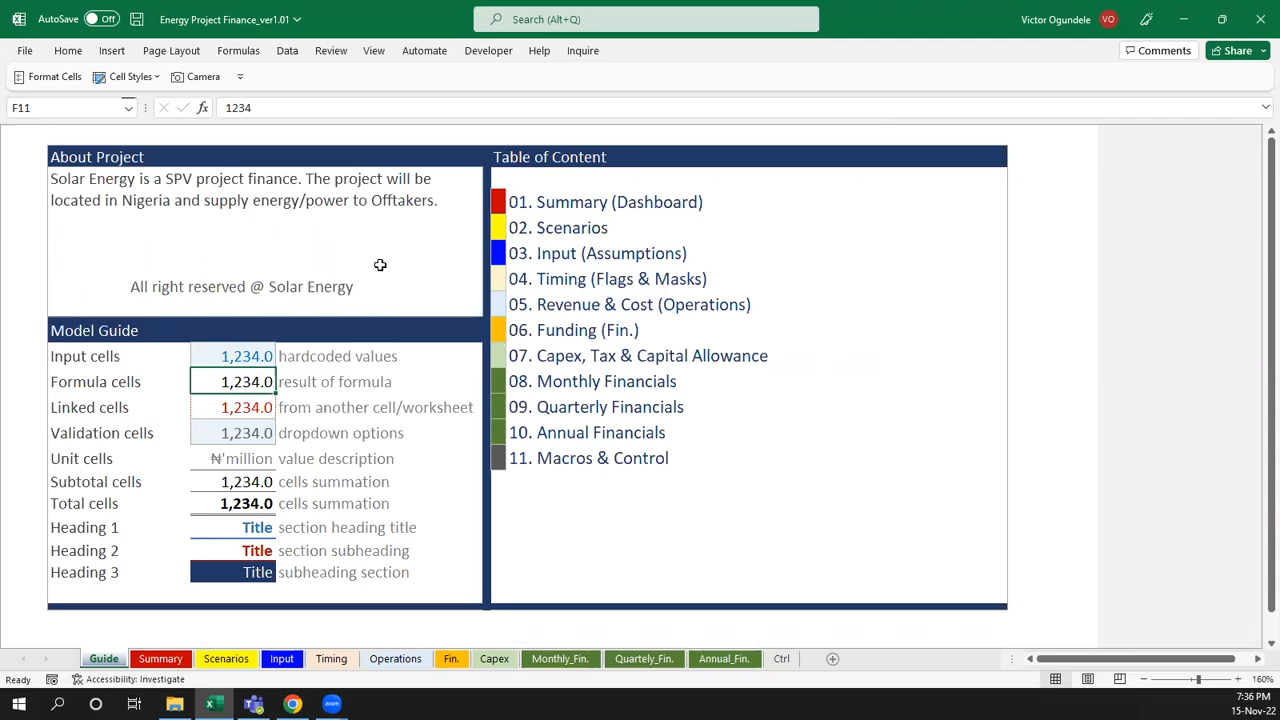 AutoSave Off Energy Project Finance_ver1.01 Search (Alt+Q) Victor Ogundele VO
File Home Insert Page Layout Formulas Data Review View Automate Developer Help Inquire Comments Share
Format Cells Cell Styles Camera
F11 fx 1234
About Project
Solar Energy is a SPV project finance. The project will be
located in Nigeria and supply energy/power to Offtakers.
All right reserved @ Solar Energy
Model Guide
Input cells 1,234.0 hardcoded values
Formula cells 1,234.0 result of formula
Linked cells 1,234.0 from another cell/worksheet
Validation cells 1,234.0 dropdown options
Unit cells ₦'million value description
Subtotal cells 1,234.0 cells summation
Total cells 1,234.0 cells summation
Heading 1 Title section heading title
Heading 2 Title section subheading
Heading 3 Title subheading section
Table of Content
01. Summary (Dashboard)
02. Scenarios
03. Input (Assumptions)
04. Timing (Flags & Masks)
05. Revenue & Cost (Operations)
06. Funding (Fin.)
07. Capex, Tax & Capital Allowance
08. Monthly Financials
09. Quarterly Financials
10. Annual Financials
11. Macros & Control
Guide Summary Scenarios Input Timing Operations Fin. Capex Monthly_Fin. Quartely_Fin. Annual_Fin. Ctrl
Ready Accessibility: Investigate 160%
zoom 7:36 PM
15-Nov-22